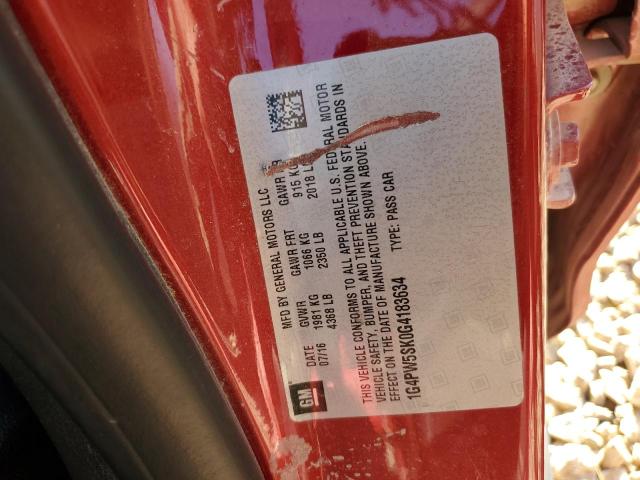 GM
MFD BY GENERAL MOTORS LLC
DATE GVWR GAWR FRT GAWR
07/16 1981 KG 1066 KG 915 KG
4368 LB 2350 LB 2018
THIS VEHICLE CONFORMS TO ALL APPLICABLE U.S. FEDERAL MOTOR
VEHICLE SAFETY, BUMPER, AND THEFT PREVENTION STANDARDS IN
EFFECT ON THE DATE OF MANUFACTURE SHOWN ABOVE.
1G4PW5SK0G4183634 TYPE: PASS CAR